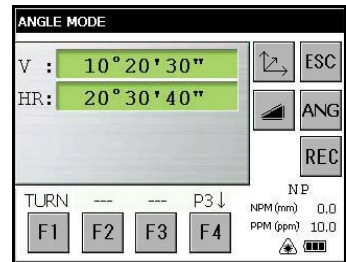 ANGLE MODE
V : 10°20'30"
HR: 20°30'40"
ESC
ANG
REC
NP
TURN --- --- P3↓
NPM (mm) 0.0
F1 F2 F3 F4
PPM (ppm) 10.0